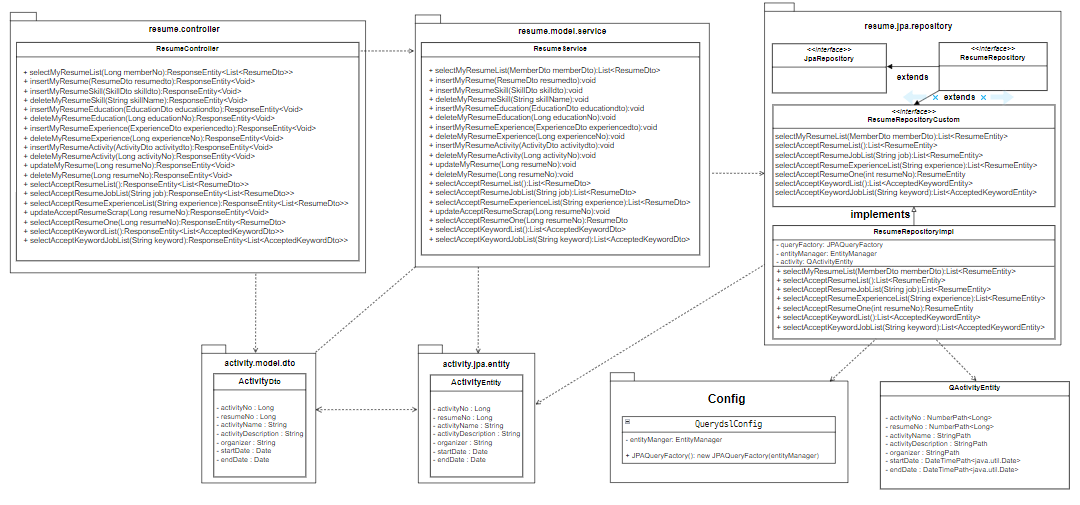 resume.controller
ResumeController
+ selectMyResumeList(Long memberNo):ResponseEntity<List<ResumeDto>>
+ insertMyResume(ResumeDto resumedto):ResponseEntity<Void>
+ insertMyResumeSkill(SkillDto skilldto):ResponseEntity<Void>
+ deleteMyResumeSkill(String skillName):ResponseEntity<Void>
+ insertMyResumeEducation(EducationDto educationdto):ResponseEntity<Void>
+ deleteMyResumeEducation(Long educationNo):ResponseEntity<Void>
+ insertMyResumeExperience(ExperienceDto experiencedto):ResponseEntity<Void>
+ deleteMyResumeExperience(Long experienceNo):ResponseEntity<Void>
+ insertMyResumeActivity(ActivityDto activitydto):ResponseEntity<Void>
+ deleteMyResumeActivity(Long activityNo):ResponseEntity<Void>
+ updateMyResume(Long resumeNo):ResponseEntity<Void>
+ deleteMyResume(Long resumeNo):ResponseEntity<Void>
+ selectAcceptResumeList():ResponseEntity<List<ResumeDto>>
+ selectAcceptResumeJobList(String job):ResponseEntity<List<ResumeDto>>
+ selectAcceptResumeExperienceList(String experience):ResponseEntity<List<ResumeDto>>
+ updateAcceptResumeScrap(Long resumeNo):ResponseEntity<Void>
+ selectAcceptResumeOne(Long resumeNo):ResponseEntity<ResumeDto>
+ selectAcceptKeywordList():ResponseEntity<List<AcceptedKeywordDto>>
+ selectAcceptKeywordJobList(String keyword):ResponseEntity<List<AcceptedKeywordDto>>
resume.model.service
ResumeService
+ selectMyResumeList(MemberDto memberDto):List<ResumeDto>
+ insertMyResume(ResumeDto resumedto):void
+ insertMyResumeSkill(SkillDto skilldto):void
+ deleteMyResumeSkill(String skillName):void
+ insertMyResumeEducation(EducationDto educationdto):void
+ deleteMyResumeEducation(Long educationNo):void
+ insertMyResumeExperience(ExperienceDto experiencedto):void
+ deleteMyResumeExperience(Long experienceNo):void
+ insertMyResumeActivity(ActivityDto activitydto):void
+ deleteMyResumeActivity(Long activityNo):void
+ updateMyResume(Long resumeNo):void
+ deleteMyResume(Long resumeNo):void
+ selectAcceptResumeList():List<ResumeDto>
+ selectAcceptResumeJobList(String job):List<ResumeDto>
+ selectAcceptResumeExperienceList(String experience):List<ResumeDto>
+ updateAcceptResumeScrap(Long resumeNo):void
+ selectAcceptResumeOne(Long resumeNo):ResumeDto
+ selectAcceptKeywordList():List<AcceptedKeywordDto>
+ selectAcceptKeywordJobList(String keyword):List<AcceptedKeywordDto>
resume.jpa.repository
<<interface>>
JpaRepository
<<interface>>
ResumeRepository
extends
extends
<<interface>>
ResumeRepositoryCustom
selectMyResumeList(MemberDto memberDto):List<ResumeEntity>
selectAcceptResumeList():List<ResumeEntity>
selectAcceptResumeJobList(String job):List<ResumeEntity>
selectAcceptResumeExperienceList(String experience):List<ResumeEntity>
selectAcceptResumeOne(int resumeNo):ResumeEntity
selectAcceptKeywordList():List<AcceptedKeywordEntity>
selectAcceptKeywordJobList(String keyword):List<AcceptedKeywordEntity>
implements
ResumeRepositoryImpl
- queryFactory: JPAQueryFactory
- entityManager: EntityManager
- activity: QActivityEntity
+ selectMyResumeList(MemberDto memberDto):List<ResumeEntity>
+ selectAcceptResumeList():List<ResumeEntity>
+ selectAcceptResumeJobList(String job):List<ResumeEntity>
+ selectAcceptResumeExperienceList(String experience):List<ResumeEntity>
+ selectAcceptResumeOne(int resumeNo):ResumeEntity
+ selectAcceptKeywordList():List<AcceptedKeywordEntity>
+ selectAcceptKeywordJobList(String keyword):List<AcceptedKeywordEntity>
activity.model.dto
ActivityDto
- activityNo : Long
- resumeNo : Long
- activityName : String
- activityDescription : String
- organizer : String
- startDate : Date
- endDate : Date
activity.jpa.entity
ActivityEntity
- activityNo : Long
- resumeNo : Long
- activityName : String
- activityDescription : String
- organizer : String
- startDate : Date
- endDate : Date
Config
QuerydslConfig
- entityManger: EntityManager
+ JPAQueryFactory(): new JPAQueryFactory(entityManager)
QActivityEntity
- activityNo : NumberPath<Long>
- resumeNo : NumberPath<Long>
- activityName : StringPath
- activityDescription : StringPath
- organizer : StringPath
- startDate : DateTimePath<java.util.Date>
- endDate : DateTimePath<java.util.Date>